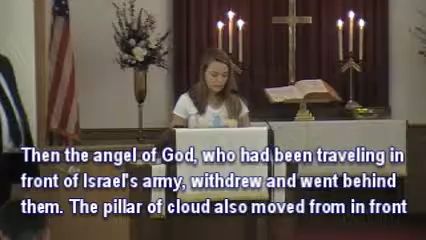 Then the angel of God, who had been traveling in
front of Israel's army, withdrew and went behind
them. The pillar of cloud also moved from in front